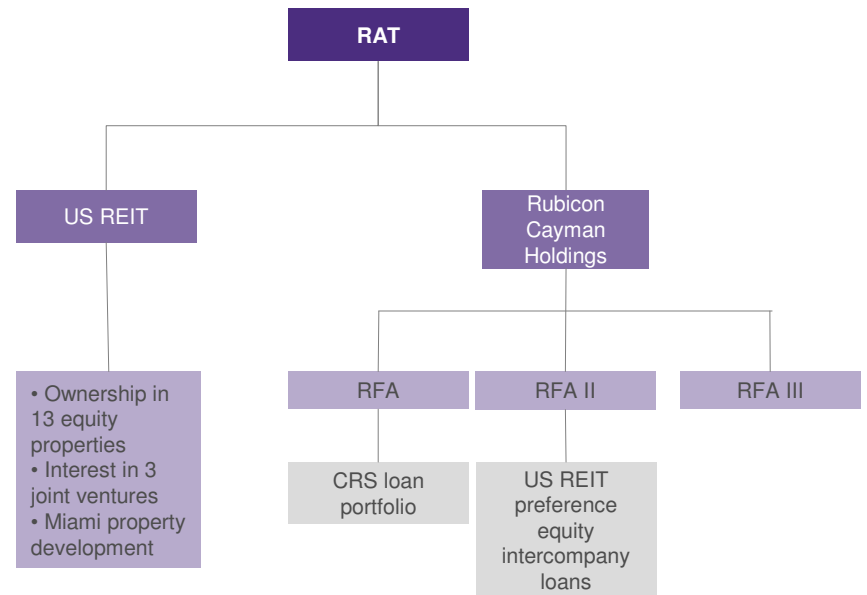 RAT
US REIT
Rubicon
Cayman
Holdings
• Ownership in
13 equity
properties
• Interest in 3
joint ventures
• Miami property
development
RFA
RFA II
RFA III
CRS loan
portfolio
US REIT
preference
equity
intercompany
loans